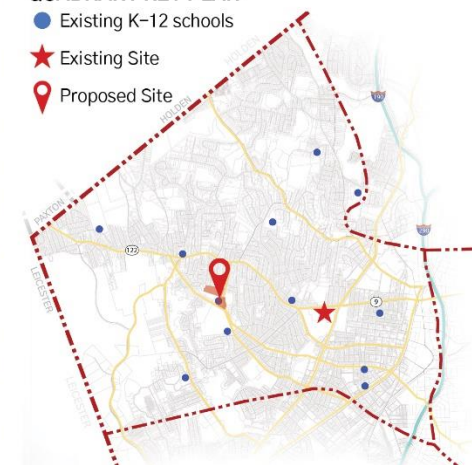 Existing K-12 schools
Existing Site
Proposed Site
HOLDEN
HOLDEN
190
PAXTON
LEICESTER
122
290
9
LEICESTER